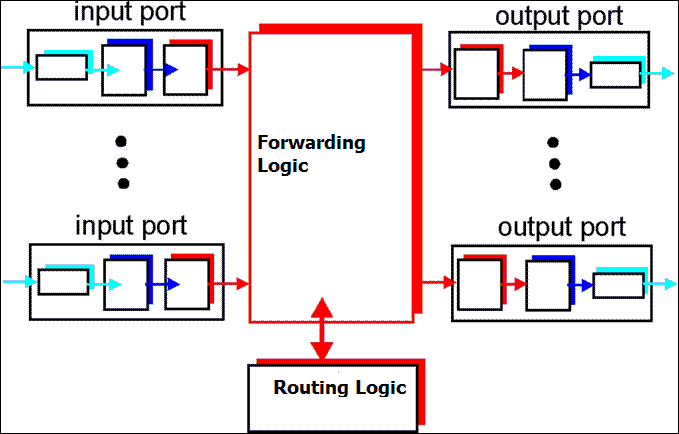 input port
output port
Forwarding
Logic
input port
output port
Routing Logic